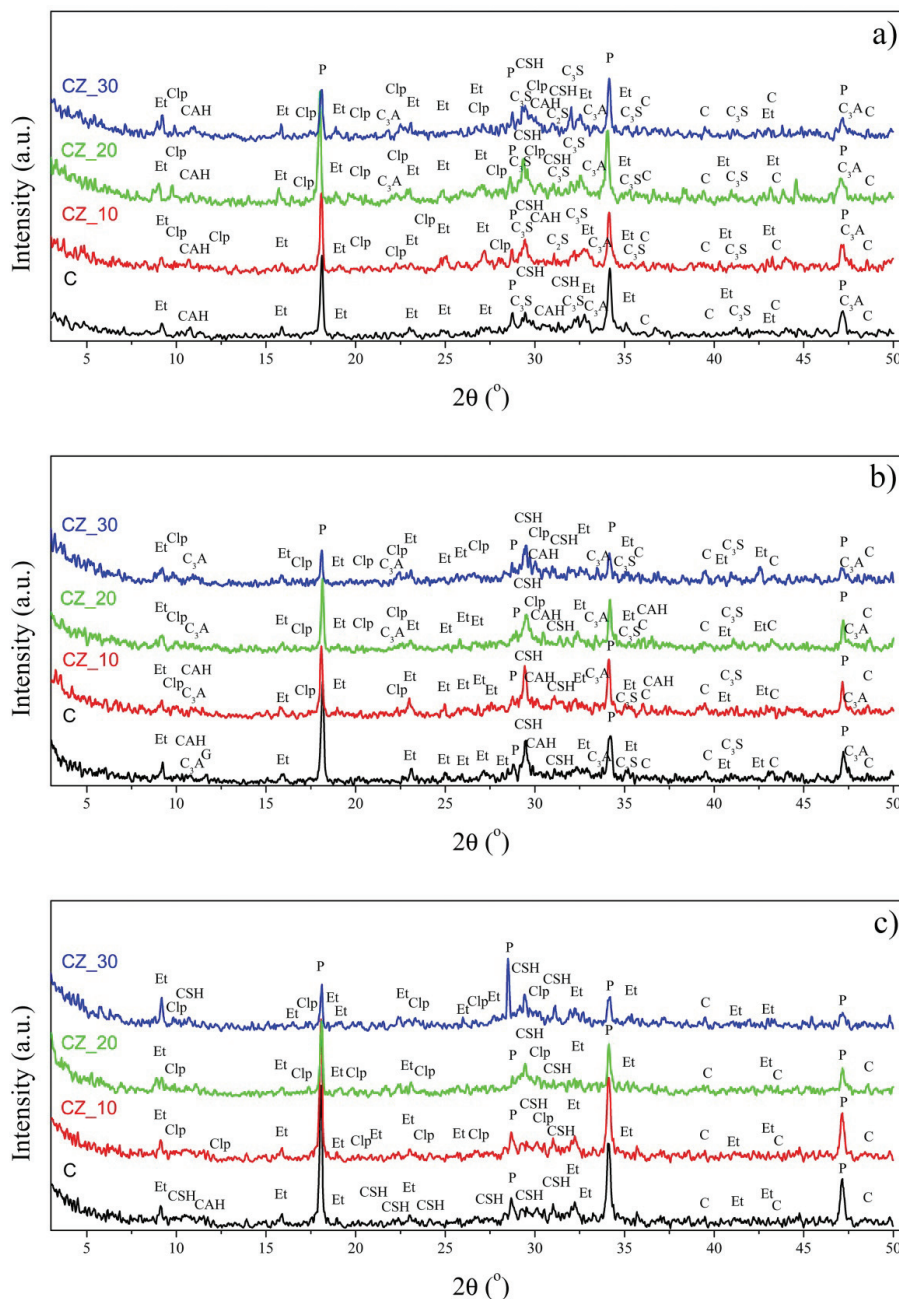 a)
P
CSH
P Clp C₃S
CZ_30 Clp Et CSH
Et CAH Et Clp Et Et Clp Et C₃S CAH C₂S Et C₃A Et C₃S C C C₃S C Et P C₃A C
C₃A
CSH C₃S
CZ_20 P Clp CSH Et
Et Clp CAH Et Clp Et Clp Clp C₃A Et Et Et C₃S C₃S C₃A Et C₃S C C Et C₃S C Et P C₃A C
CSH
CZ_10 Clp P C₃S
Et CAH Clp Et Et Clp Clp Et Et Et Clp C₃S CAH C₂S Et C₃A Et C₃S C C Et C₃S C Et P C₃A C
CSH
C P C₃S Et
Et CAH Et Et Et Et Et C₃S CAH C₃S C₃A Et C C Et C₃S Et C P C₃A C
5 10 15 20 25 30 35 40 45 50
2θ (°)
Intensity (a.u.)
b)
CSH
CZ_30 P Clp Et P
Et Clp C₃A Et Clp Et Clp Clp C₃A Et Et Et Clp P CAH CSH C₃A Et C₃S C C Et C₃S Et C P C₃A C
CSH
CZ_20 P Clp Et P
Et Clp C₃A Et Clp Et Clp Clp C₃A Et Et Et Et CAH CSH C₃A Et C₃S CAH C C Et C₃S Et C P C₃A C
CZ_10 P CSH Et
Et Clp CAH C₃A Et Clp Et Clp Clp Et Et Et Et Et CAH CSH C₃A Et C₃S CAH C C Et C₃S Et C P C₃A C
C CSH P
Et CAH C₃A G Et Et Et Et Et Et Et P CAH CSH Et C₃A Et C₃S C C Et C₃S Et C P C₃A C
5 10 15 20 25 30 35 40 45 50
2θ (°)
Intensity (a.u.)
c)
P P
CZ_30 CSH CSH
Et Clp CSH Et Clp Et Et Et Clp Et Clp Et Clp Et P Et C Et Et P C
CZ_20 CSH P
Et Clp Et Clp Et Clp Et Clp P Clp CSH Et Et C Et C P C
CZ_10 CSH Et
Et Clp Clp Et Et Clp Et Et Clp Et Clp P Clp CSH Et C Et Et C P C
C CSH Et
Et CSH CAH Et Et CSH CSH Et CSH CSH P CSH Et C Et Et C P C
5 10 15 20 25 30 35 40 45 50
2θ (°)
Intensity (a.u.)